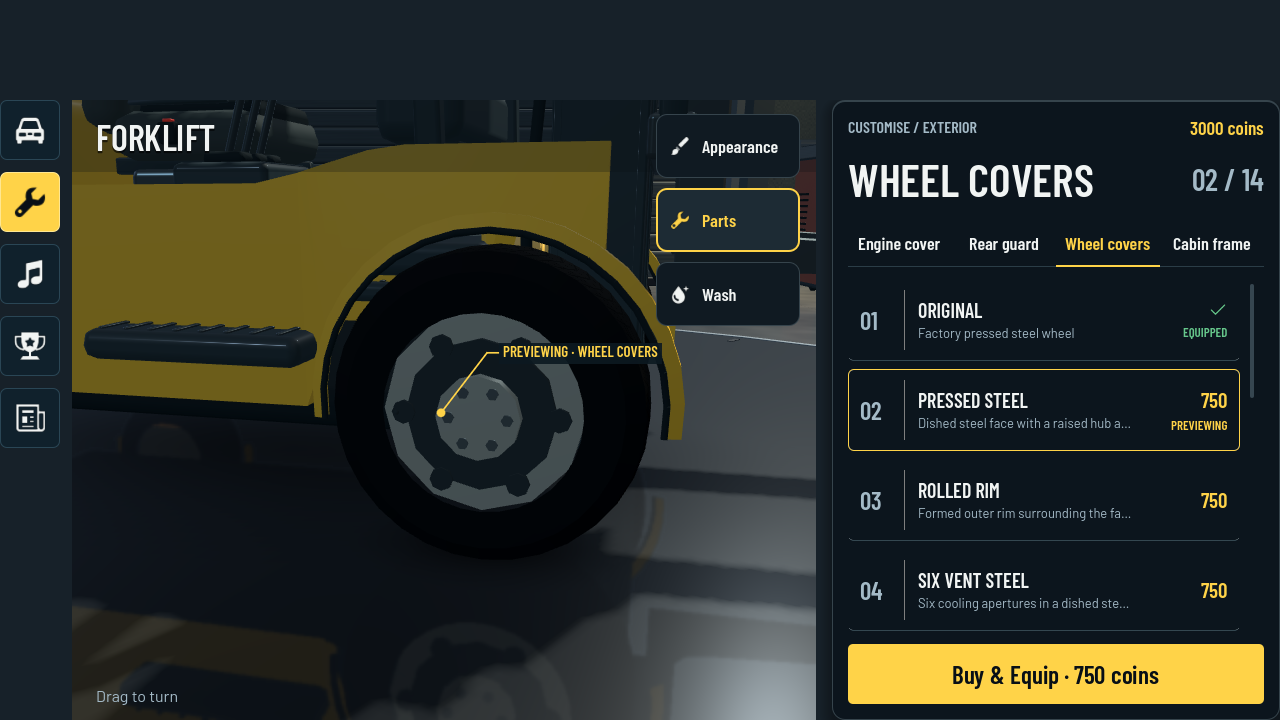 FORKLIFT
Appearance
Parts
Wash
PREVIEWING · WHEEL COVERS
Drag to turn
CUSTOMISE / EXTERIOR
3000 coins
WHEEL COVERS
02 / 14
Engine cover
Rear guard
Wheel covers
Cabin frame
01
ORIGINAL
Factory pressed steel wheel
EQUIPPED
02
PRESSED STEEL
Dished steel face with a raised hub a...
750
PREVIEWING
03
ROLLED RIM
Formed outer rim surrounding the fa...
750
04
SIX VENT STEEL
Six cooling apertures in a dished ste...
750
Buy & Equip · 750 coins